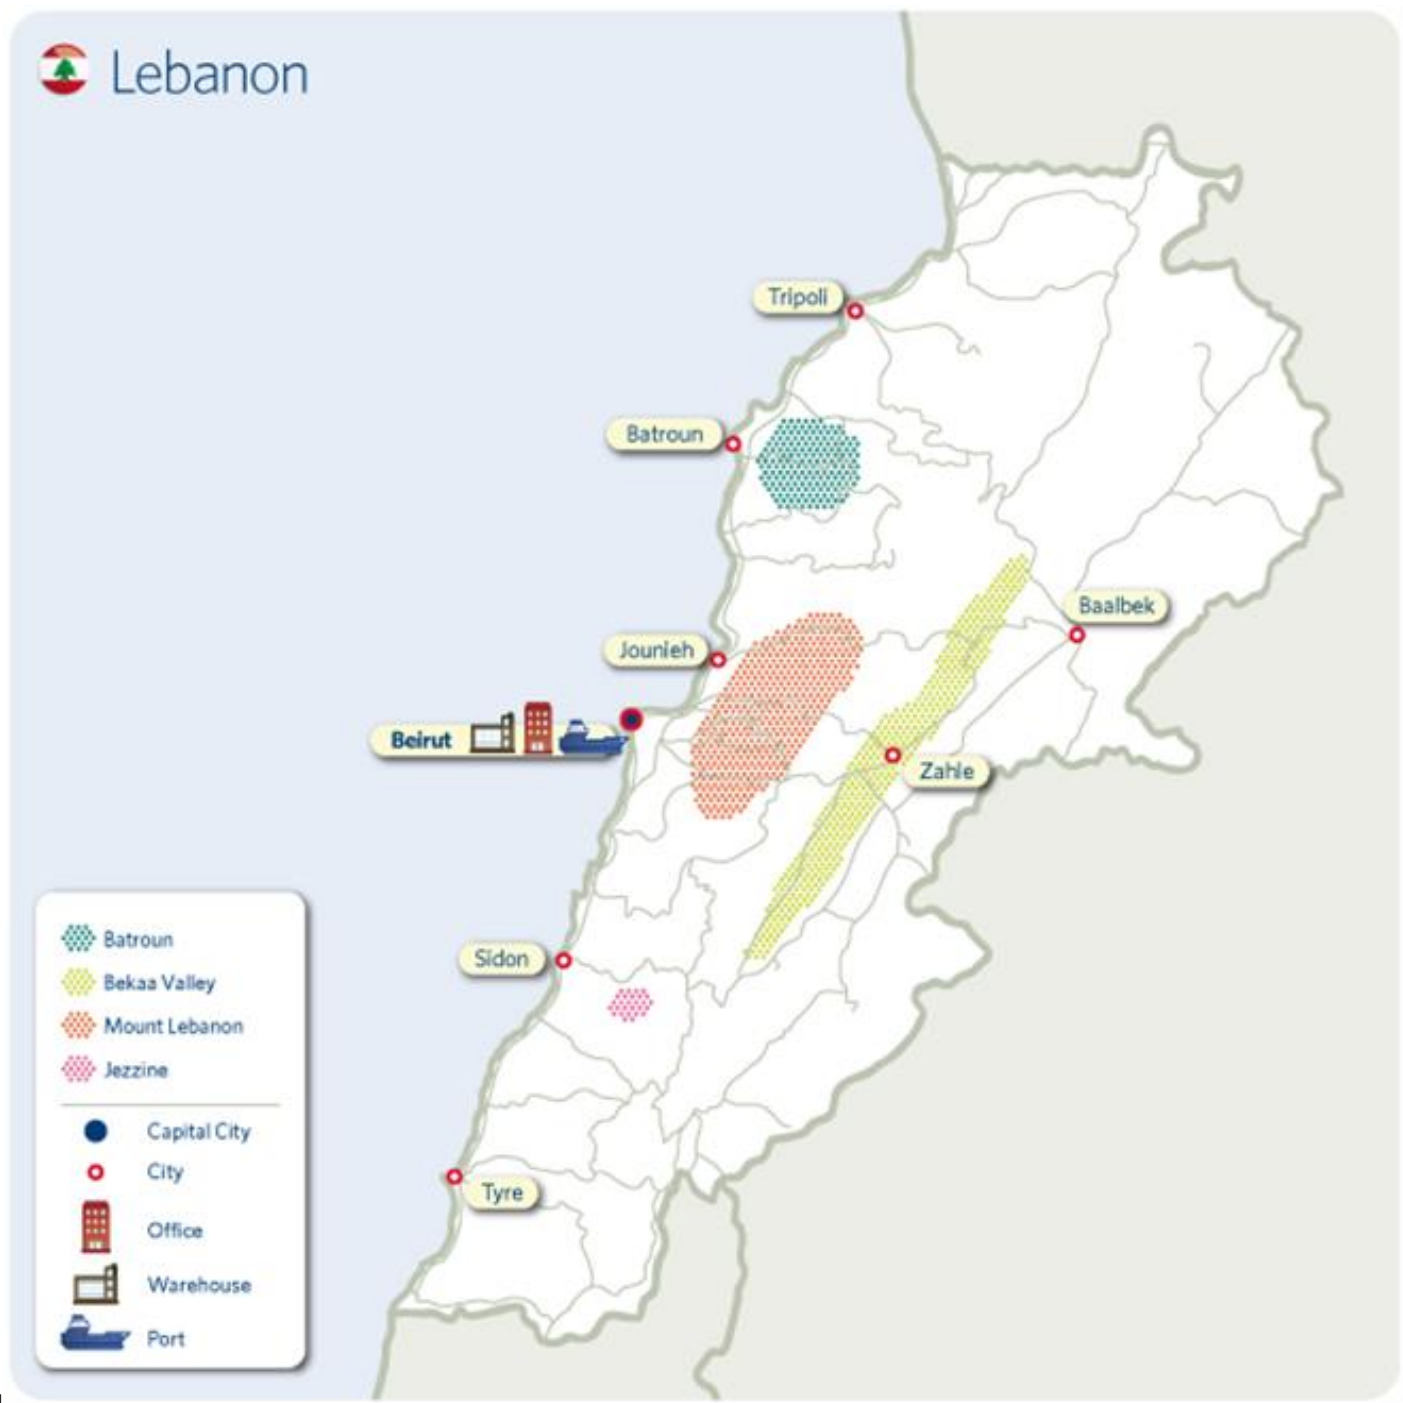 Lebanon
Tripoli
Batroun
Baalbek
Jounieh
Beirut
Zahle
Sidon
Tyre
Batroun
Bekaa Valley
Mount Lebanon
Jezzine
Capital City
City
Office
Warehouse
Port